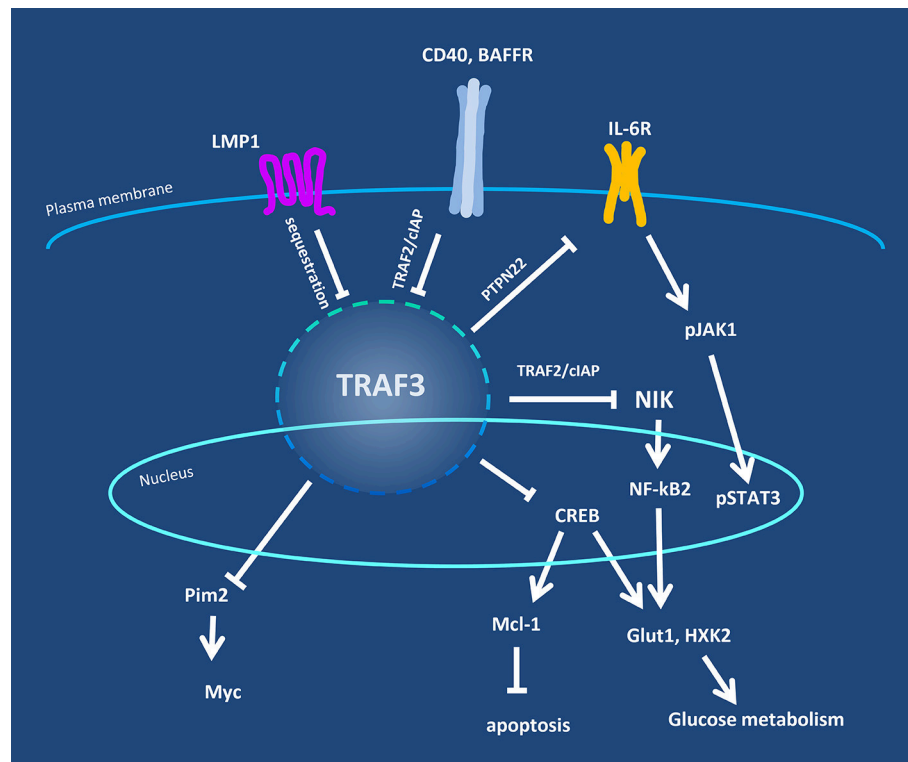 CD40, BAFFR
LMP1
IL-6R
Plasma membrane
sequestration
TRAF2/cIAP
PTPN22
pJAK1
TRAF3
TRAF2/cIAP
NIK
Nucleus
NF-kB2
pSTAT3
CREB
Pim2
Mcl-1
Glut1, HXK2
Myc
apoptosis
Glucose metabolism